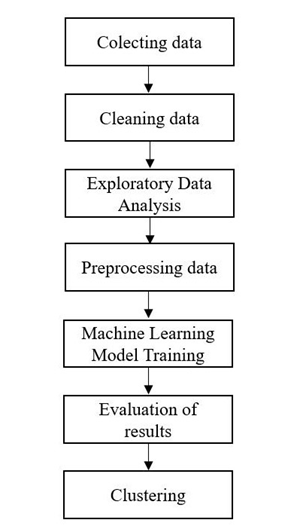 Colecting data
Cleaning data
Exploratory Data
Analysis
Preprocessing data
Machine Learning
Model Training
Evaluation of
results
Clustering